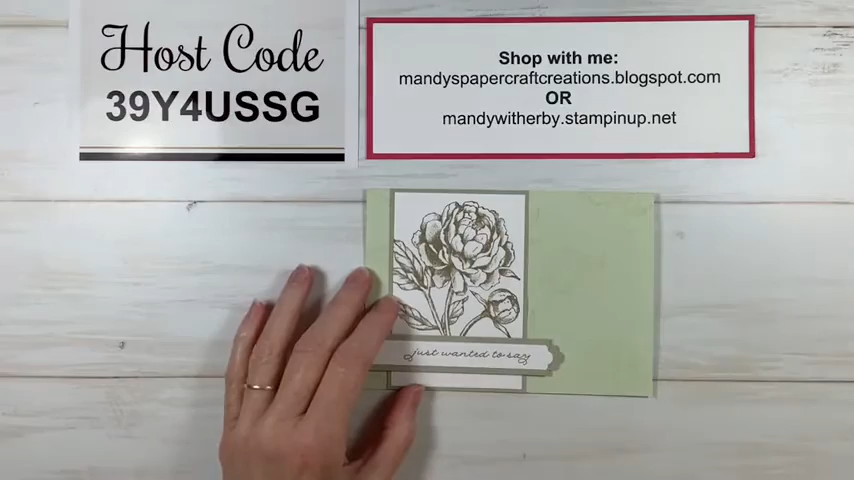 Host Code
39Y4USSG
Shop with me:
mandyspapercraftcreations.blogspot.com
OR
mandywitherby.stampinup.net
just wanted to say